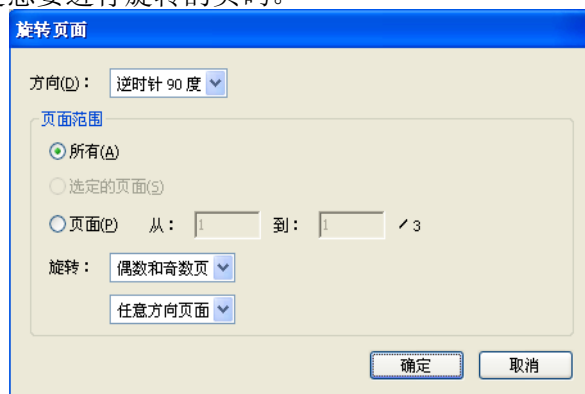 旋转页面
方向(D)： 逆时针 90 度
页面范围
所有(A)
选定的页面(S)
页面(P) 从： 1 到： 1 / 3
旋转： 偶数和奇数页
任意方向页面
确定 取消